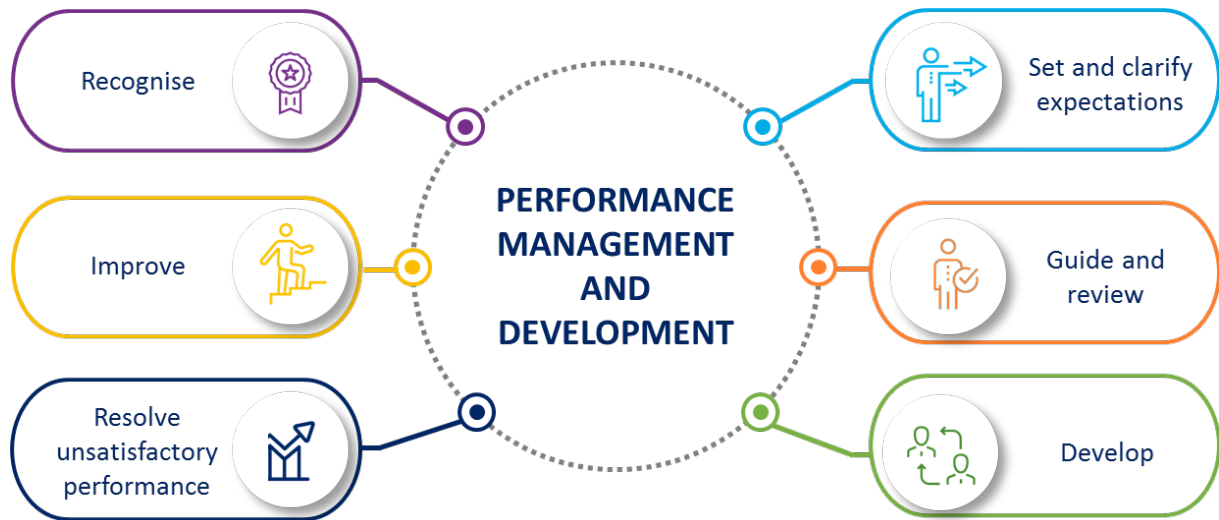 Recognise
Set and clarify
expectations
PERFORMANCE
MANAGEMENT
AND
DEVELOPMENT
Improve
Guide and
review
Resolve
unsatisfactory
performance
Develop